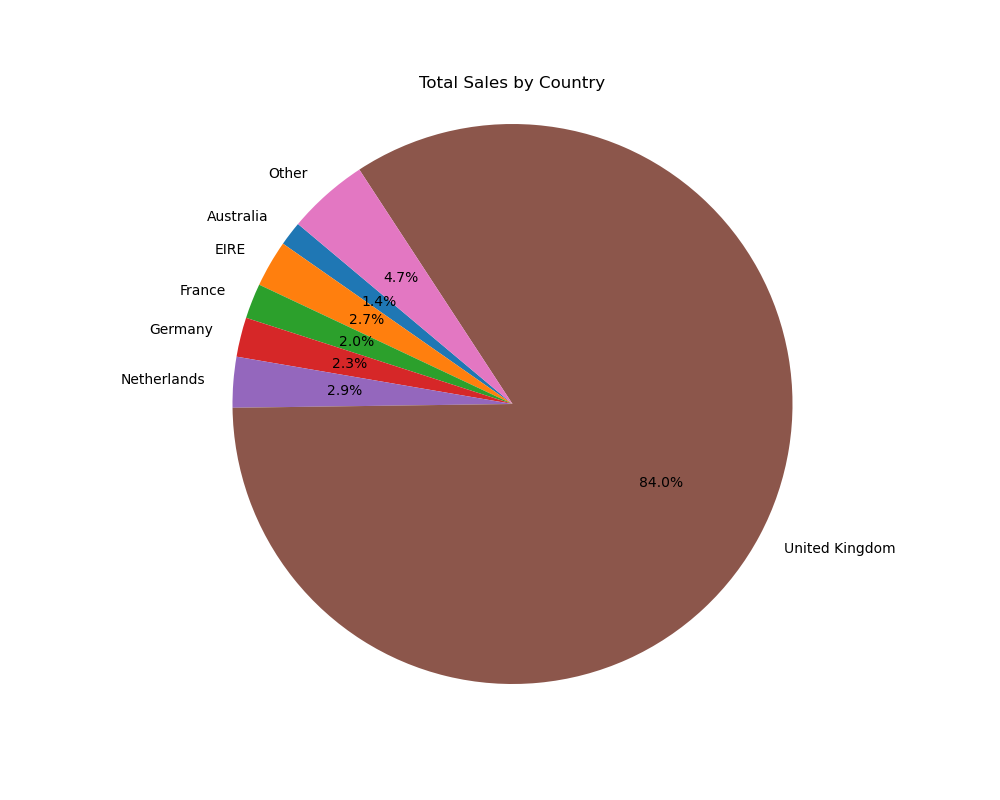 Total Sales by Country
Other
4.7%
Australia
1.4%
EIRE
2.7%
France
2.0%
Germany
2.3%
Netherlands
2.9%
84.0%
United Kingdom